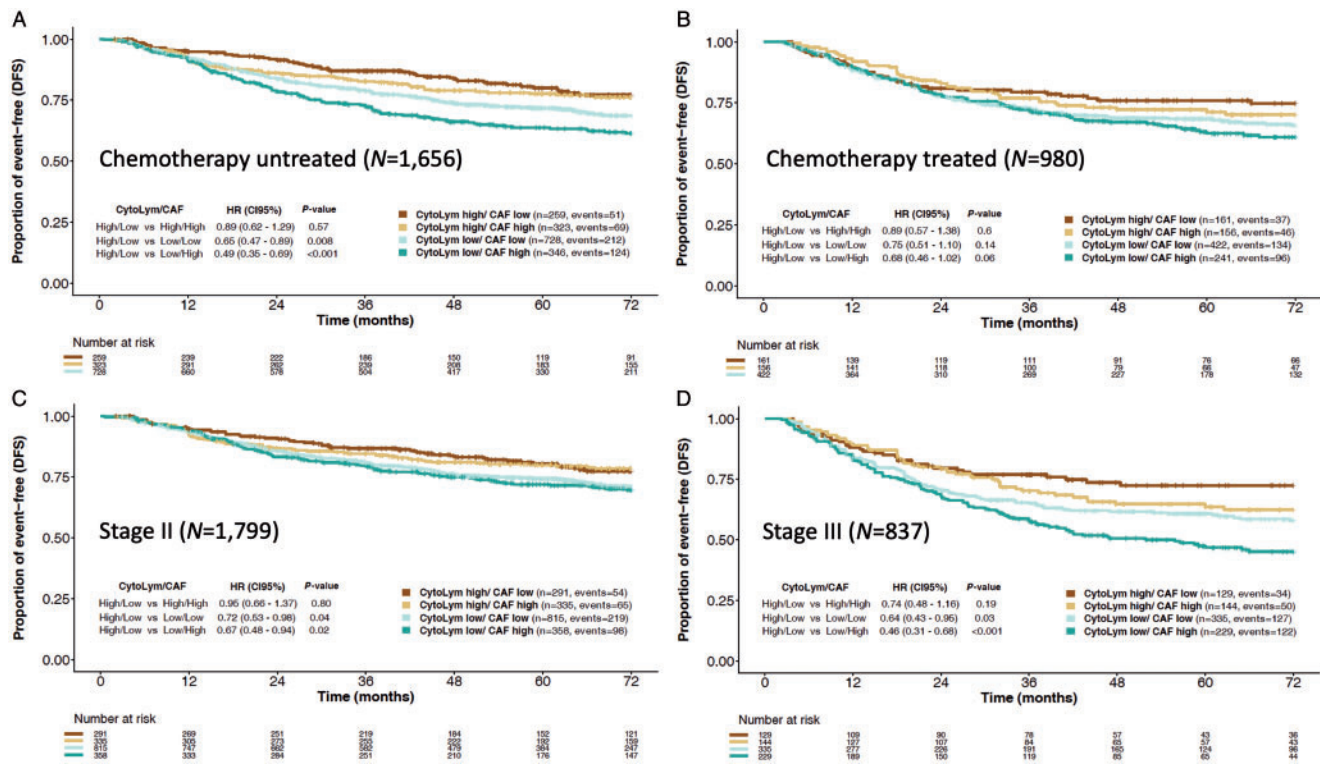 A
Proportion of event-free (DFS)
1.00
0.75
0.50
0.25
0.00
Chemotherapy untreated (N=1,656)
CytoLym/CAF HR (CI95%) P-value
High/Low vs High/High 0.89 (0.62 - 1.29) 0.57
High/Low vs Low/Low 0.65 (0.47 - 0.89) 0.008
High/Low vs Low/High 0.49 (0.35 - 0.69) <0.001
CytoLym high/ CAF low (n=259, events=51)
CytoLym high/ CAF high (n=323, events=69)
CytoLym low/ CAF low (n=728, events=212)
CytoLym low/ CAF high (n=346, events=124)
0 12 24 36 48 60 72
Time (months)
Number at risk
259 239 222 186 150 119 91
323 291 262 239 208 183 155
728 660 578 504 417 330 211
B
Proportion of event-free (DFS)
1.00
0.75
0.50
0.25
0.00
Chemotherapy treated (N=980)
CytoLym/CAF HR (CI95%) P-value
High/Low vs High/High 0.89 (0.57 - 1.38) 0.6
High/Low vs Low/Low 0.75 (0.51 - 1.10) 0.14
High/Low vs Low/High 0.68 (0.46 - 1.02) 0.06
CytoLym high/ CAF low (n=161, events=37)
CytoLym high/ CAF high (n=156, events=46)
CytoLym low/ CAF low (n=422, events=134)
CytoLym low/ CAF high (n=241, events=96)
0 12 24 36 48 60 72
Time (months)
Number at risk
161 139 119 111 91 76 66
156 141 118 100 79 66 47
422 364 310 269 227 178 132
C
Proportion of event-free (DFS)
1.00
0.75
0.50
0.25
0.00
Stage II (N=1,799)
CytoLym/CAF HR (CI95%) P-value
High/Low vs High/High 0.95 (0.66 - 1.37) 0.80
High/Low vs Low/Low 0.72 (0.53 - 0.98) 0.04
High/Low vs Low/High 0.67 (0.48 - 0.94) 0.02
CytoLym high/ CAF low (n=291, events=54)
CytoLym high/ CAF high (n=335, events=65)
CytoLym low/ CAF low (n=815, events=219)
CytoLym low/ CAF high (n=358, events=98)
0 12 24 36 48 60 72
Time (months)
Number at risk
291 269 251 219 184 152 121
335 305 273 255 222 192 159
815 747 662 582 479 384 247
358 333 284 251 210 176 147
D
Proportion of event-free (DFS)
1.00
0.75
0.50
0.25
0.00
Stage III (N=837)
CytoLym/CAF HR (CI95%) P-value
High/Low vs High/High 0.74 (0.48 - 1.16) 0.19
High/Low vs Low/Low 0.64 (0.43 - 0.95) 0.03
High/Low vs Low/High 0.46 (0.31 - 0.68) <0.001
CytoLym high/ CAF low (n=129, events=34)
CytoLym high/ CAF high (n=144, events=50)
CytoLym low/ CAF low (n=335, events=127)
CytoLym low/ CAF high (n=229, events=122)
0 12 24 36 48 60 72
Time (months)
Number at risk
129 109 90 78 57 43 36
144 127 107 84 65 57 43
335 277 226 191 165 124 96
229 189 150 119 85 65 44